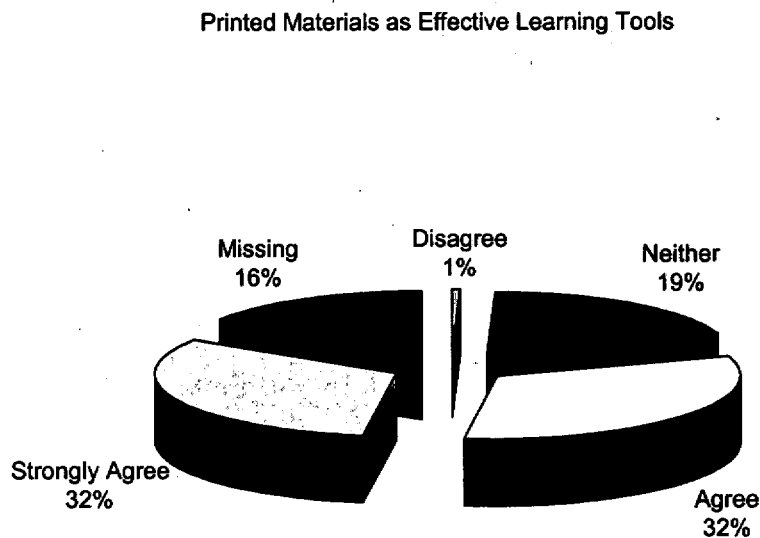 Printed Materials as Effective Learning Tools
Missing
16%
Disagree
1%
Neither
19%
Strongly Agree
32%
Agree
32%